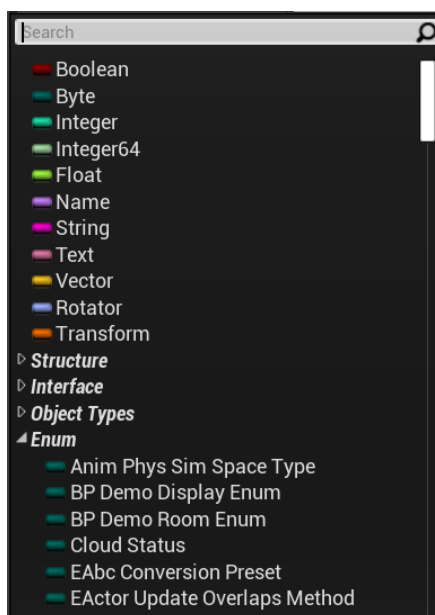 Search
Boolean
Byte
Integer
Integer64
Float
Name
String
Text
Vector
Rotator
Transform
Structure
Interface
Object Types
Enum
Anim Phys Sim Space Type
BP Demo Display Enum
BP Demo Room Enum
Cloud Status
EAbc Conversion Preset
EActor Update Overlaps Method